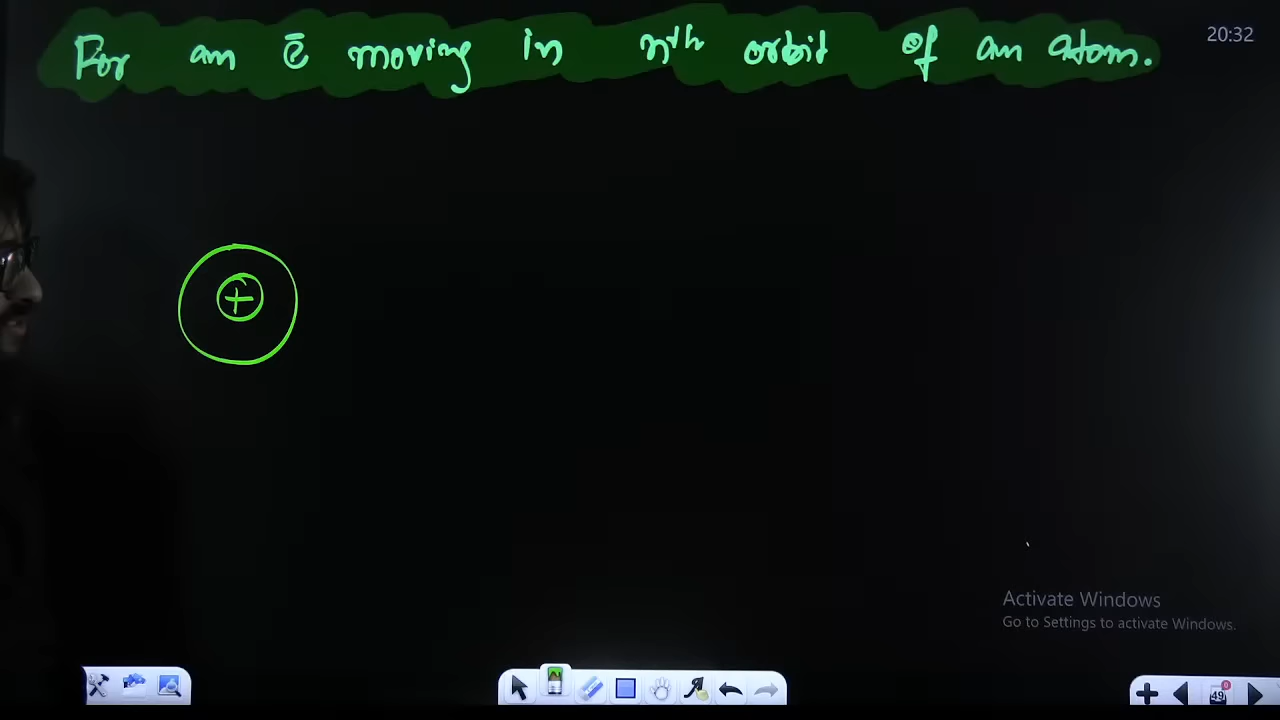 For an ē moving in nth orbit of an atom.
20:32
+
Activate Windows
Go to Settings to activate Windows.
49